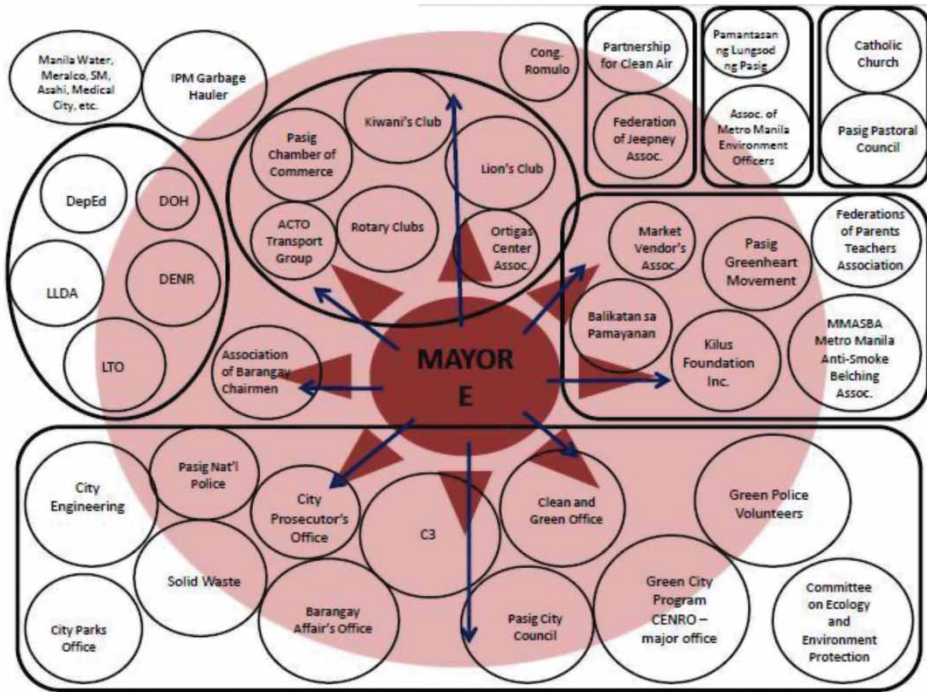 Manila Water,
Meralco, SM,
Asahi, Medical
City, etc.
IPM Garbage
Hauler
Cong.
Romulo
Partnership
for Clean Air
Federation
of Jeepney
Assoc.
Pamantasan
ng Lungsod
ng Pasig
Assoc. of
Metro Manila
Environment
Officers
Catholic
Church
Pasig Pastoral
Council
Kiwani's Club
Pasig
Chamber of
Commerce
Lion's Club
ACTO
Transport
Group
Rotary Clubs
Ortigas
Center
Assoc.
DepEd
DOH
LLDA
DENR
LTO
Market
Vendor's
Assoc.
Pasig
Greenheart
Movement
Federations
of Parents
Teachers
Association
Balikatan sa
Pamayanan
Kilus
Foundation
Inc.
MMASBA
Metro Manila
Anti-Smoke
Belching
Assoc.
Association
of Barangay
Chairmen
MAYOR
E
City
Engineering
Pasig Nat'l
Police
City
Prosecutor's
Office
C3
Clean and
Green Office
Green Police
Volunteers
Solid Waste
City Parks
Office
Barangay
Affair's Office
Pasig City
Council
Green City
Program
CENRO –
major office
Committee
on Ecology
and
Environment
Protection